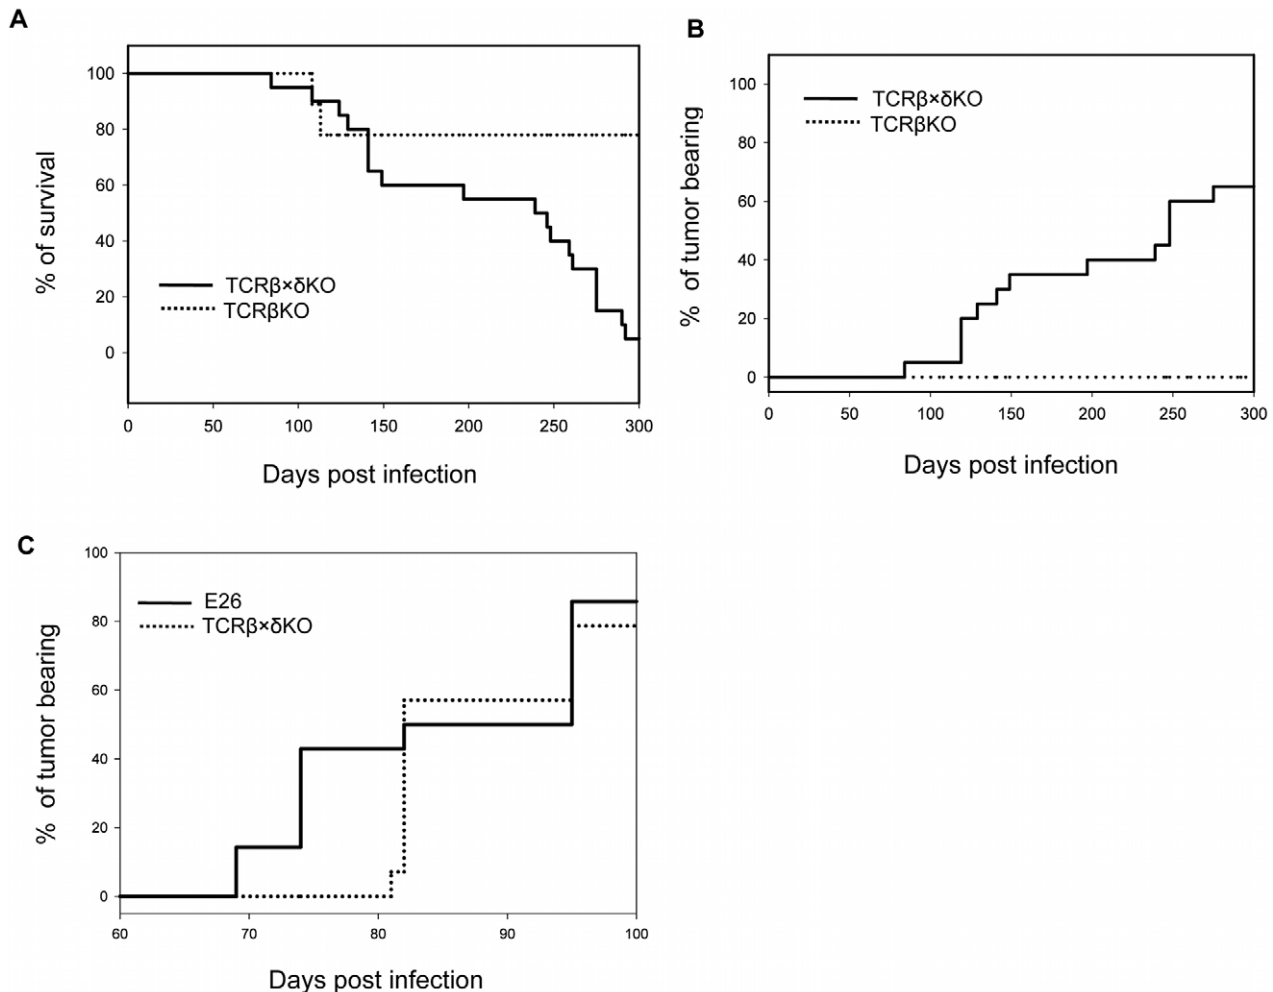 A
% of survival
100
80
60
40
20
0
TCRβ×δKO
TCRβKO
0 50 100 150 200 250 300
Days post infection
B
% of tumor bearing
100
80
60
40
20
0
TCRβ×δKO
TCRβKO
0 50 100 150 200 250 300
Days post infection
C
% of tumor bearing
100
80
60
40
20
0
E26
TCRβ×δKO
60 70 80 90 100
Days post infection